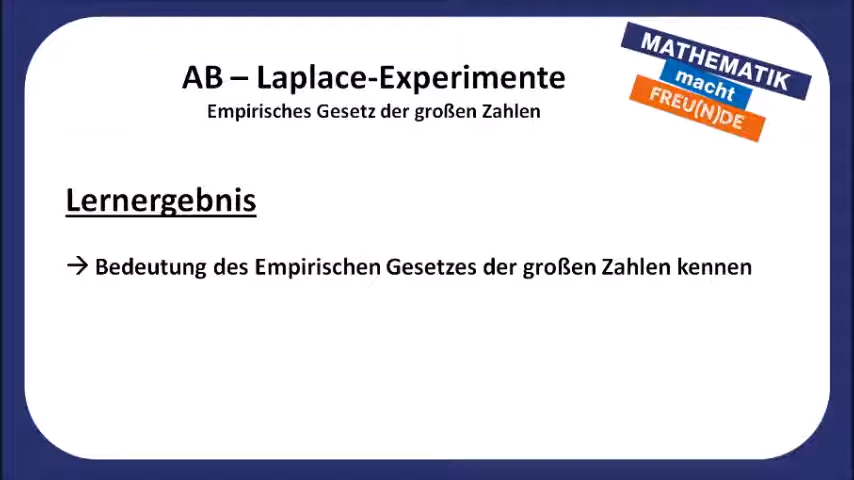 AB – Laplace-Experimente
Empirisches Gesetz der großen Zahlen
MATHEMATIK
macht
FREU(N)DE
Lernergebnis
→ Bedeutung des Empirischen Gesetzes der großen Zahlen kennen